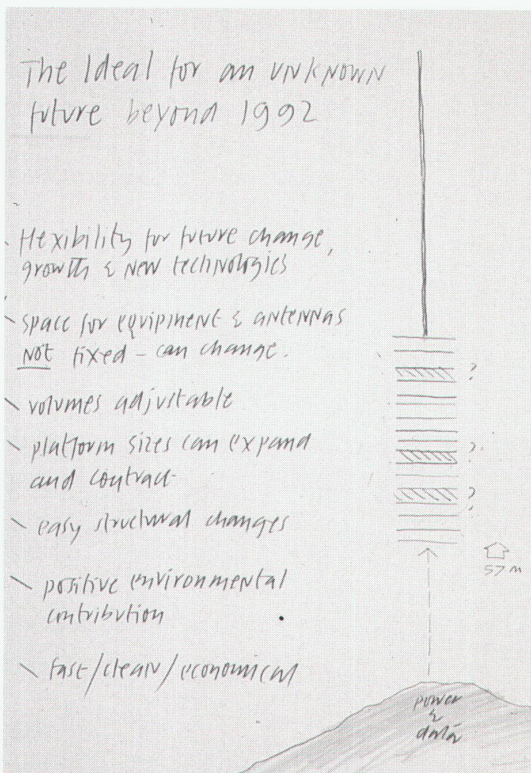 The Ideal for an UNKNOWN
future beyond 1992
Flexibility for future change,
growth & new technologies
space for equipment & antennas
NOT fixed – can change.
volumes adjustable
platform sizes can expand
and contract
easy structural changes
positive environmental
contribution
fast/clean/economical
?
?
?
57 m
power
&
data